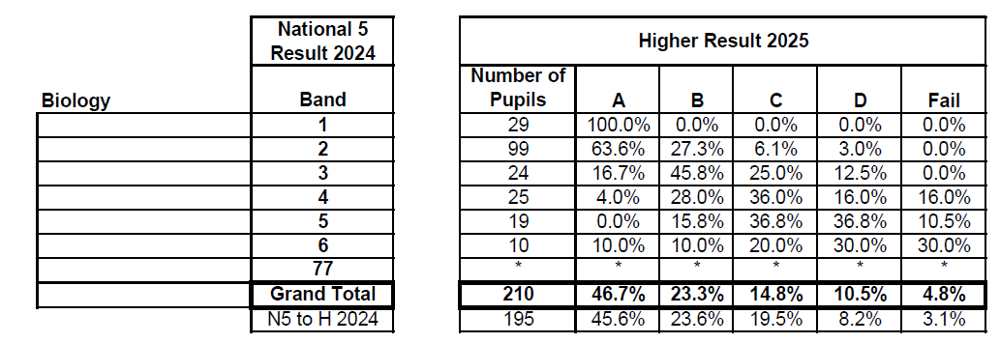 National 5 Result 2024 Higher Result 2025
Biology Band Number of Pupils A B C D Fail
1 29 100.0% 0.0% 0.0% 0.0% 0.0%
2 99 63.6% 27.3% 6.1% 3.0% 0.0%
3 24 16.7% 45.8% 25.0% 12.5% 0.0%
4 25 4.0% 28.0% 36.0% 16.0% 16.0%
5 19 0.0% 15.8% 36.8% 36.8% 10.5%
6 10 10.0% 10.0% 20.0% 30.0% 30.0%
77 * * * * * *
Grand Total 210 46.7% 23.3% 14.8% 10.5% 4.8%
N5 to H 2024 195 45.6% 23.6% 19.5% 8.2% 3.1%